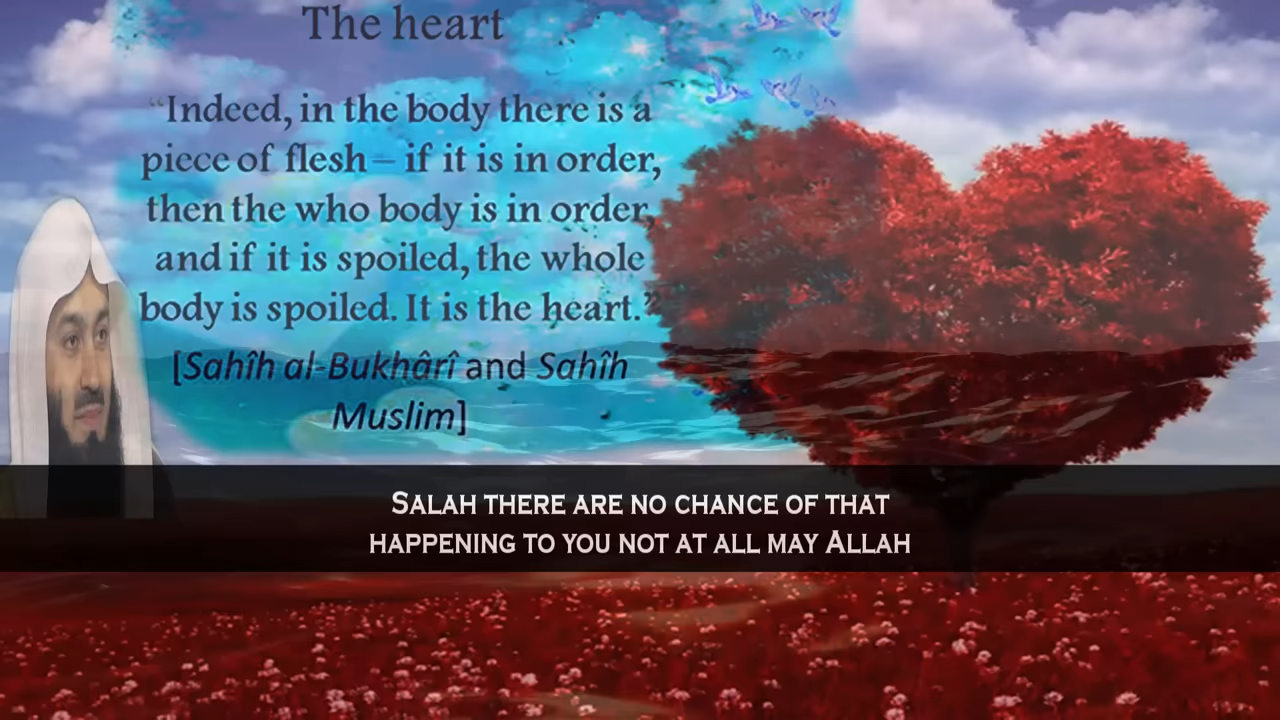 The heart
“Indeed, in the body there is a
piece of flesh – if it is in order,
then the who body is in order,
and if it is spoiled, the whole
body is spoiled. It is the heart.”
[Sahîh al-Bukhârî and Sahîh
Muslim]
Salah there are no chance of that
happening to you not at all may Allah